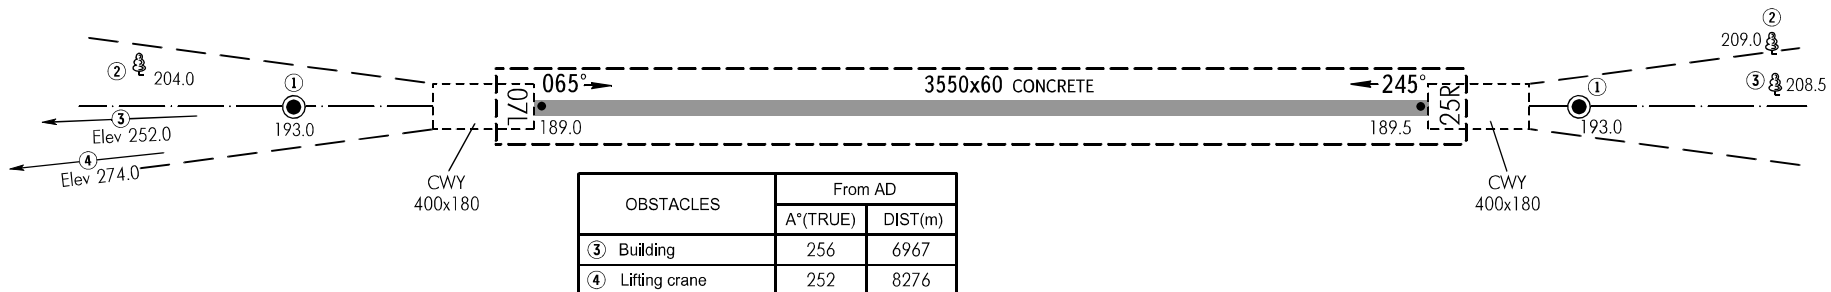 ②
209.0
② 204.0
①
065°
3550x60 CONCRETE
245°
③ 208.5
①
③
Elev 252.0
193.0
07L
189.0
189.5
25R
193.0
④
Elev 274.0
CWY
400x180
CWY
400x180
OBSTACLES
From AD
A°(TRUE)
DIST(m)
③ Building 256 6967
④ Lifting crane 252 8276